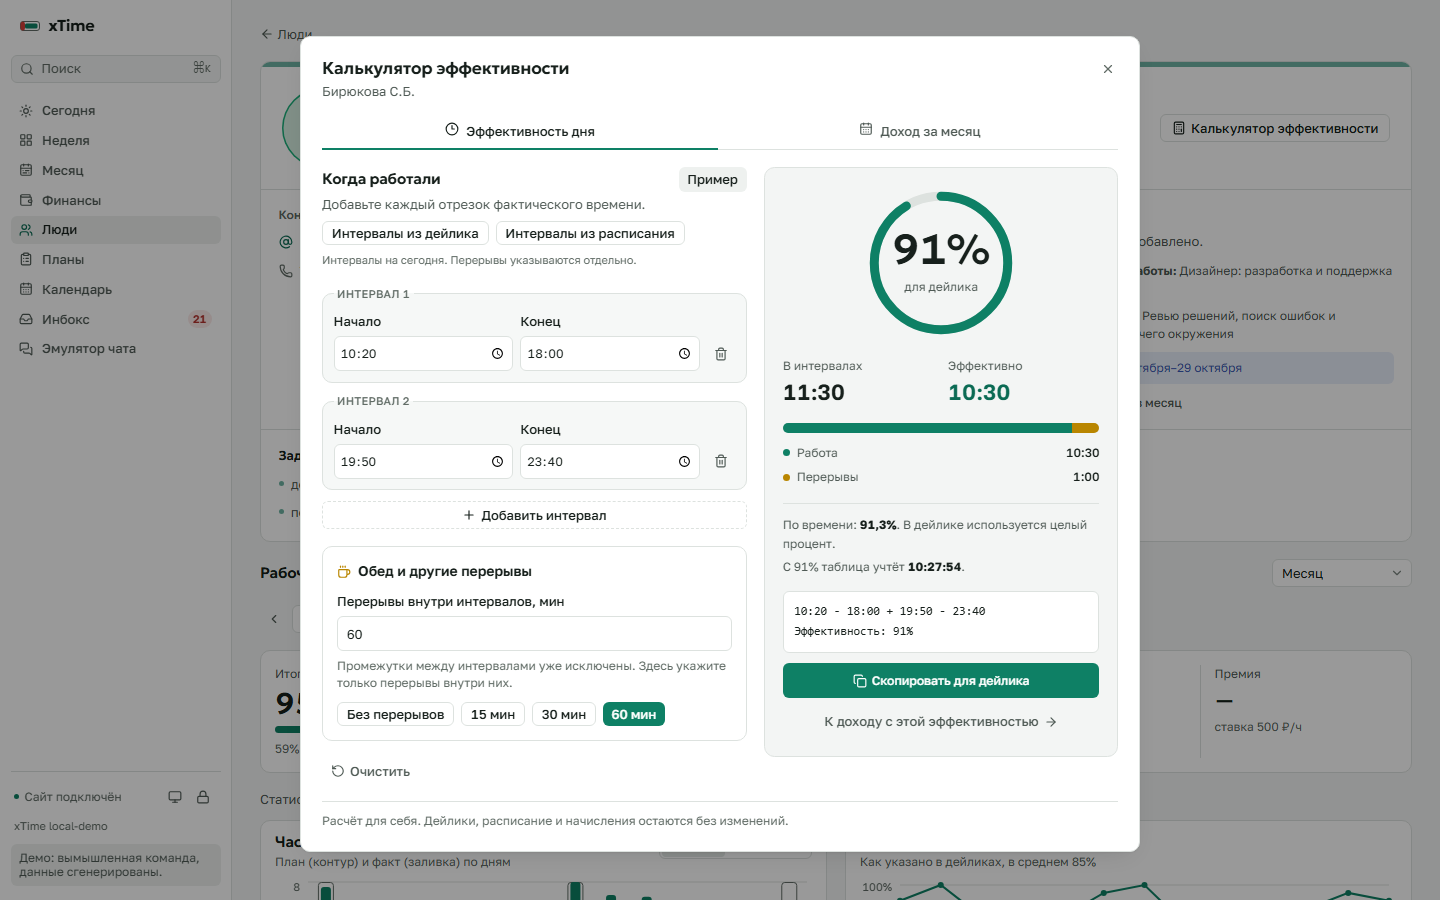 xTime
Поиск
⌘K
Сегодня
Неделя
Месяц
Финансы
Люди
Планы
Календарь
Инбокс
21
Эмулятор чата
Сайт подключён
xTime local-demo
Демо: вымышленная команда,
данные сгенерированы.
Калькулятор эффективности
Бирюкова С.Б.
Эффективность дня
Доход за месяц
Когда работали
Пример
Добавьте каждый отрезок фактического времени.
Интервалы из дейлика
Интервалы из расписания
Интервалы на сегодня. Перерывы указываются отдельно.
ИНТЕРВАЛ 1
Начало
Конец
10:20
18:00
ИНТЕРВАЛ 2
Начало
Конец
19:50
23:40
+ Добавить интервал
Обед и другие перерывы
Перерывы внутри интервалов, мин
60
Промежутки между интервалами уже исключены. Здесь укажите
только перерывы внутри них.
Без перерывов
15 мин
30 мин
60 мин
Очистить
91%
для дейлика
В интервалах
Эффективно
11:30
10:30
Работа
10:30
Перерывы
1:00
По времени: 91,3%. В дейлике используется целый
процент.
С 91% таблица учтёт 10:27:54.
10:20 - 18:00 + 19:50 - 23:40
Эффективность: 91%
Скопировать для дейлика
К доходу с этой эффективностью →
Расчёт для себя. Дейлики, расписание и начисления остаются без изменений.
Калькулятор эффективности
Дизайнер: разработка и поддержка
Ревью решений, поиск ошибок и
окружения
29 октября
месяц
Месяц
59%
Премия
—
ставка 500 ₽/ч
План (контур) и факт (заливка) по дням
8
Как указано в дейликах, в среднем 85%
100%